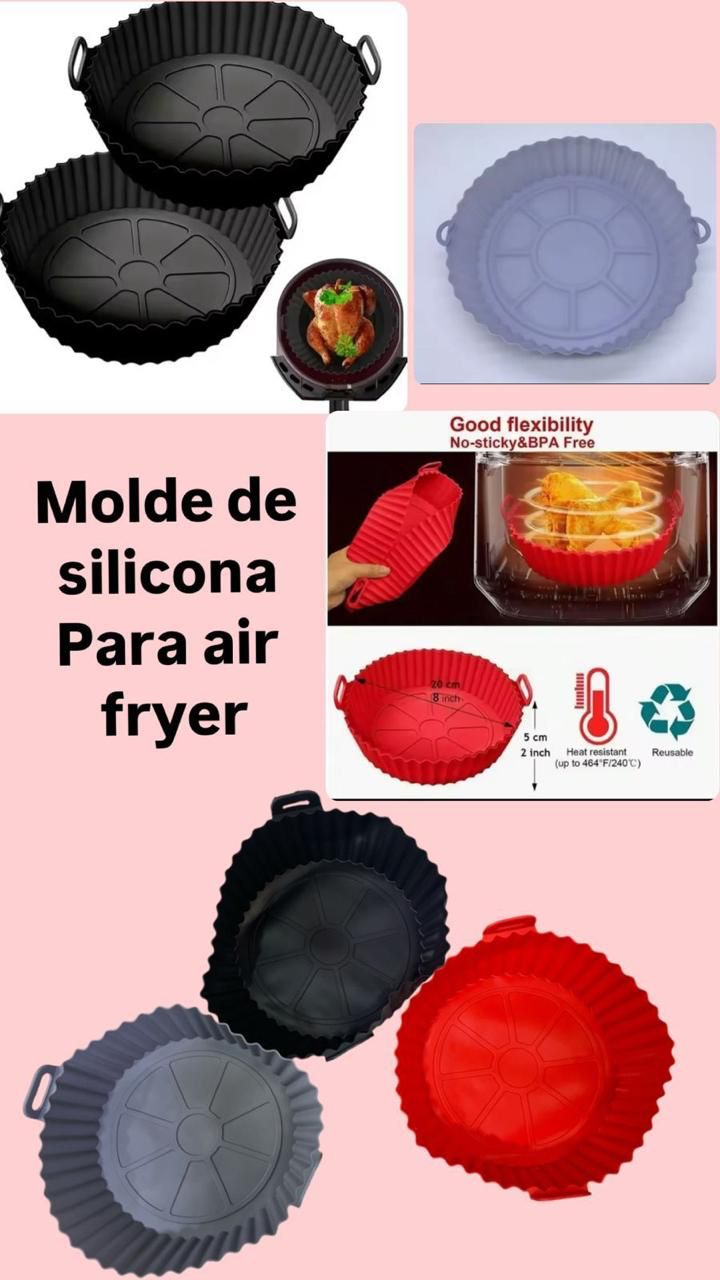 Good flexibility
No-sticky&BPA Free
Molde de
silicona
Para air
fryer
20 cm
8 inch
5 cm
2 inch
Heat resistant
(up to 464°F/240℃)
Reusable